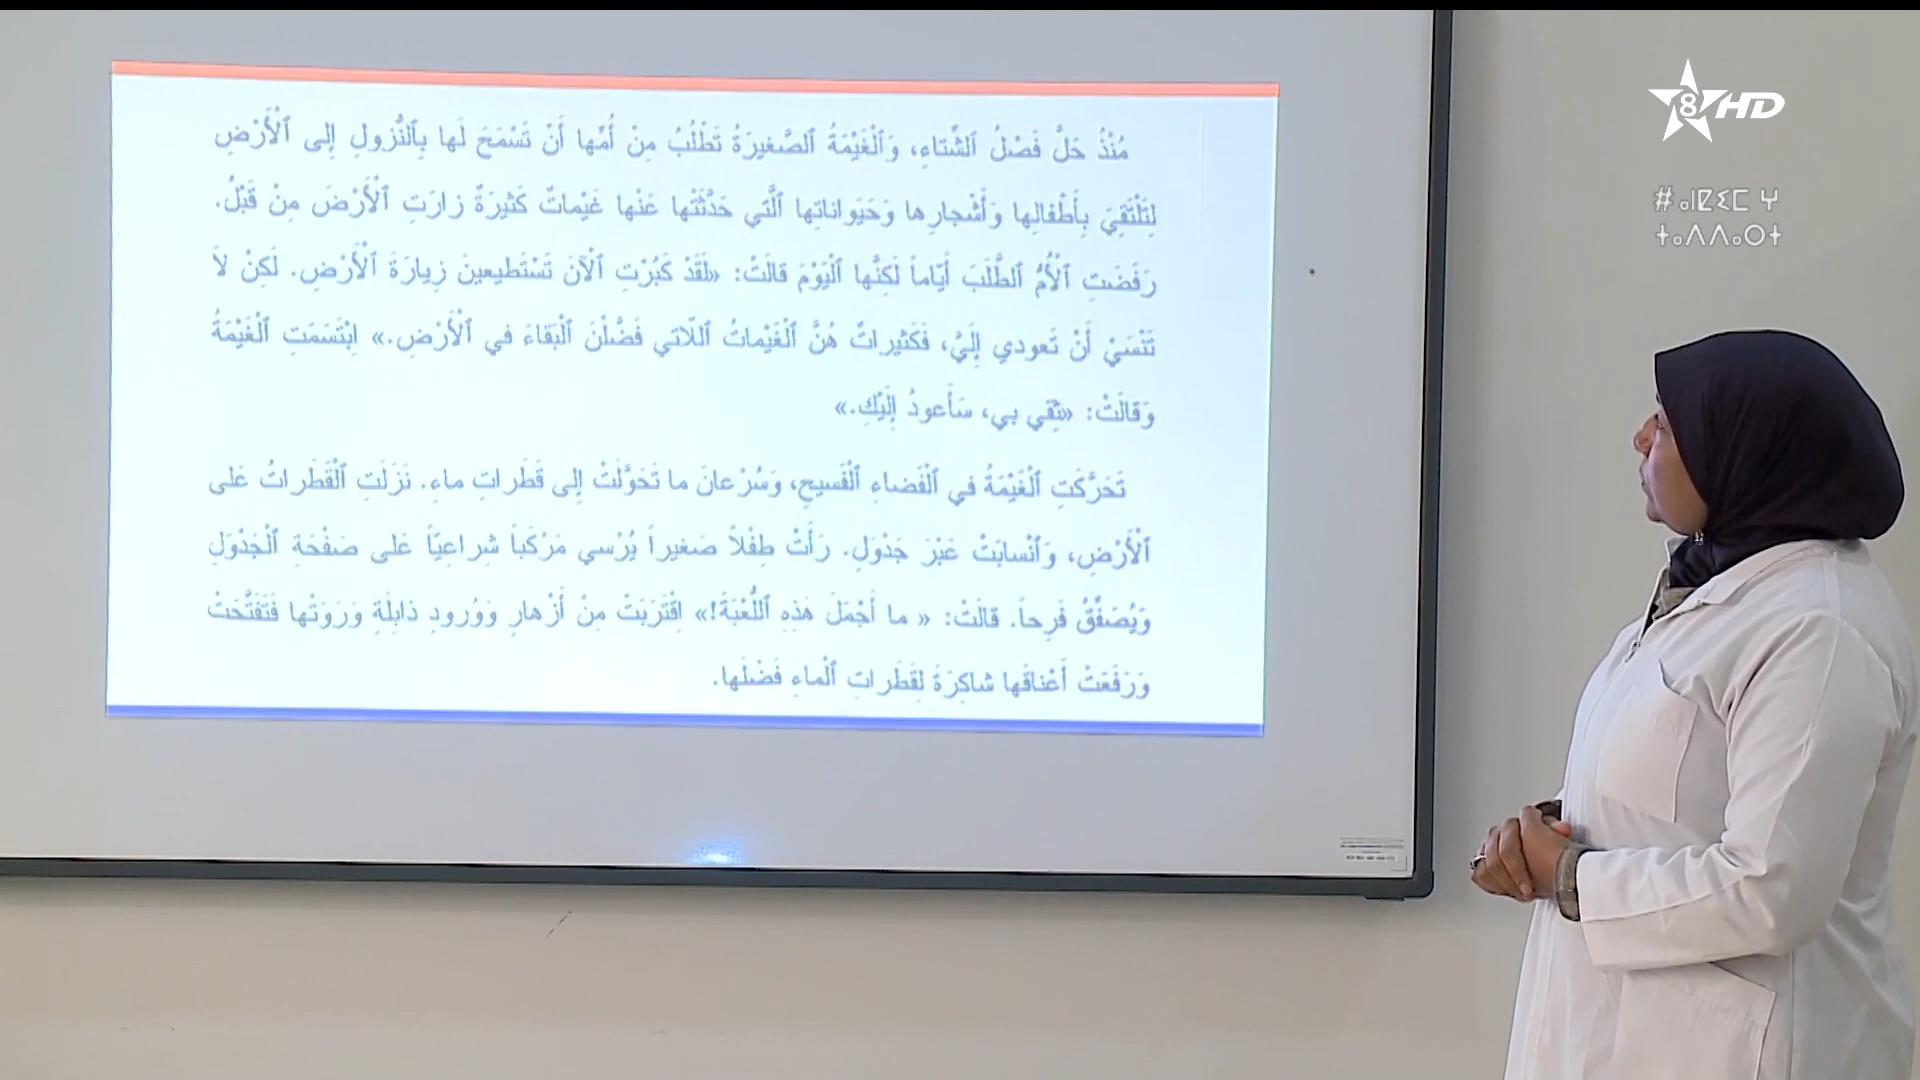 مُنْذُ حَلَّ فَصْلُ ٱلشِّتاءِ، وَٱلْغَيْمَةُ ٱلصَّغيرَةُ تَطْلُبُ مِنْ أُمِّها أَنْ تَسْمَحَ لَها بِٱلنُّزولِ إِلى ٱلْأَرْضِ
لِتَلْتَقِيَ بِأَطْفالِها وَأَشْجارِها وَحَيَواناتِها ٱلَّتي حَدَّثَتْها عَنْها غَيْماتٌ كَثيرَةٌ زارَتِ ٱلْأَرْضَ مِنْ قَبْلُ.
رَفَضَتِ ٱلْأُمُّ ٱلطَّلَبَ أَيّاماً لَكِنَّها ٱلْيَوْمَ قالَتْ: «لَقَدْ كَبُرْتِ ٱلْآنَ تَسْتَطيعينَ زِيارَةَ ٱلْأَرْضِ. لَكِنْ لاَ
تَنْسَيْ أَنْ تَعودي إِلَيَّ، فَكَثيراتٌ هُنَّ ٱلْغَيْماتُ ٱللّاتي فَضَّلْنَ ٱلْبَقاءَ في ٱلْأَرْضِ.» اِبْتَسَمَتِ ٱلْغَيْمَةُ
وَقالَتْ: «ثِقي بي، سَأَعودُ إِلَيْكِ.»
تَحَرَّكَتِ ٱلْغَيْمَةُ في ٱلْفَضاءِ ٱلْفَسيحِ، وَسُرْعانَ ما تَحَوَّلَتْ إِلى قَطَراتِ ماءٍ. نَزَلَتِ ٱلْقَطَراتُ عَلى
ٱلْأَرْضِ، وَٱنْسابَتْ عَبْرَ جَدْوَلٍ. رَأَتْ طِفْلاً صَغيراً يُرْسي مَرْكَباً شِراعِيّاً عَلى صَفْحَةِ ٱلْجَدْوَلِ
وَيُصَفِّقُ فَرِحاً. قالَتْ: « ما أَجْمَلَ هَذِهِ ٱللُّعْبَةَ!» اِقْتَرَبَتْ مِنْ أَزْهارٍ وَوُرودٍ ذابِلَةٍ وَرَوَتْها فَتَفَتَّحَتْ
وَرَفَعَتْ أَعْناقَها شاكِرَةً لِقَطَراتِ ٱلْماءِ فَضْلَها.
8 HD
#ⴰⵏⵇⵉⵎ ⵖ
ⵜⴰⴷⴷⴰⵔⵜ